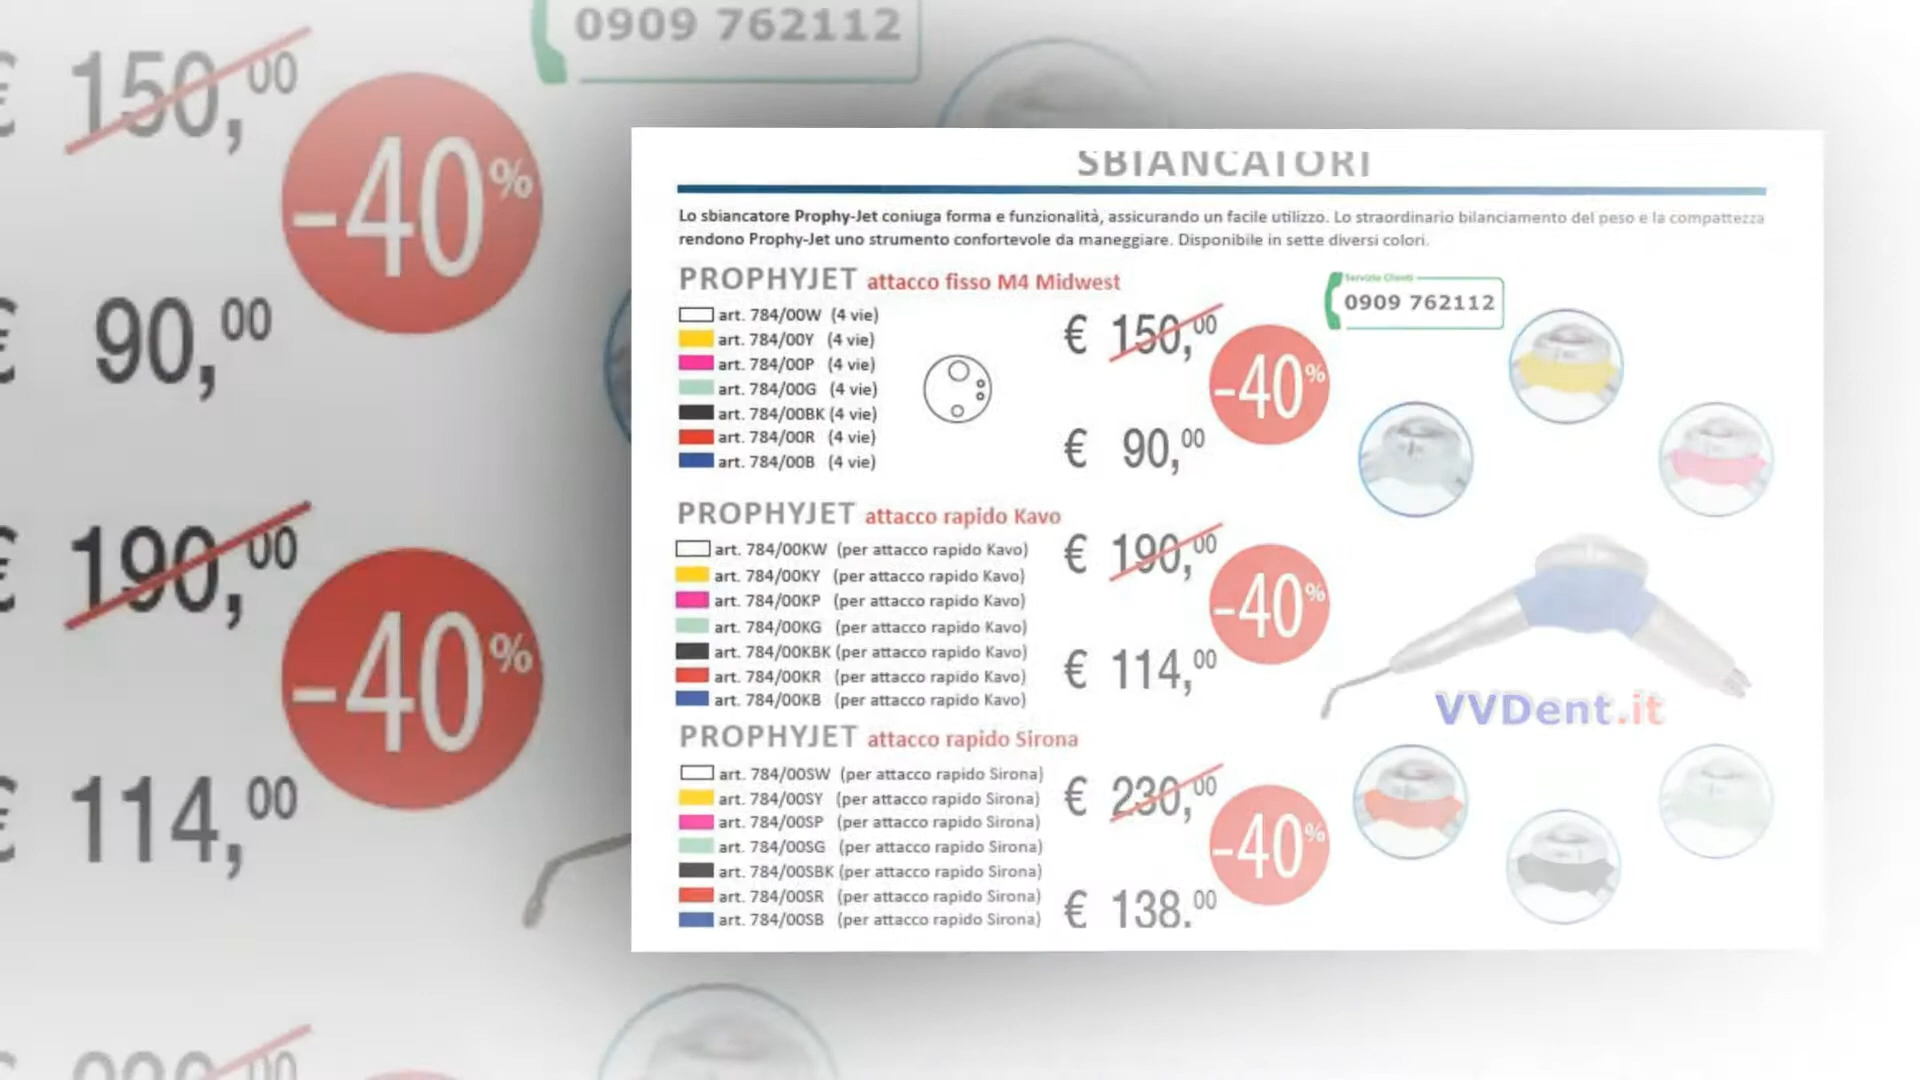 0909 762112
€ 150,00
-40%
€ 90,00
€ 190,00
-40%
€ 114,00
SBIANCATORI
Lo sbiancatore Prophy-Jet coniuga forma e funzionalità, assicurando un facile utilizzo. Lo straordinario bilanciamento del peso e la compattezza
rendono Prophy-Jet uno strumento confortevole da maneggiare. Disponibile in sette diversi colori.
PROPHYJET attacco fisso M4 Midwest
art. 784/00W (4 vie)
art. 784/00Y (4 vie)
art. 784/00P (4 vie)
art. 784/00G (4 vie)
art. 784/00BK (4 vie)
art. 784/00R (4 vie)
art. 784/00B (4 vie)
€ 150,00
-40%
€ 90,00
Servizio Clienti
0909 762112
PROPHYJET attacco rapido Kavo
art. 784/00KW (per attacco rapido Kavo)
art. 784/00KY (per attacco rapido Kavo)
art. 784/00KP (per attacco rapido Kavo)
art. 784/00KG (per attacco rapido Kavo)
art. 784/00KBK (per attacco rapido Kavo)
art. 784/00KR (per attacco rapido Kavo)
art. 784/00KB (per attacco rapido Kavo)
€ 190,00
-40%
€ 114,00
VVDent.it
PROPHYJET attacco rapido Sirona
art. 784/00SW (per attacco rapido Sirona)
art. 784/00SY (per attacco rapido Sirona)
art. 784/00SP (per attacco rapido Sirona)
art. 784/00SG (per attacco rapido Sirona)
art. 784/00SBK (per attacco rapido Sirona)
art. 784/00SR (per attacco rapido Sirona)
art. 784/00SB (per attacco rapido Sirona)
€ 230,00
-40%
€ 138.00